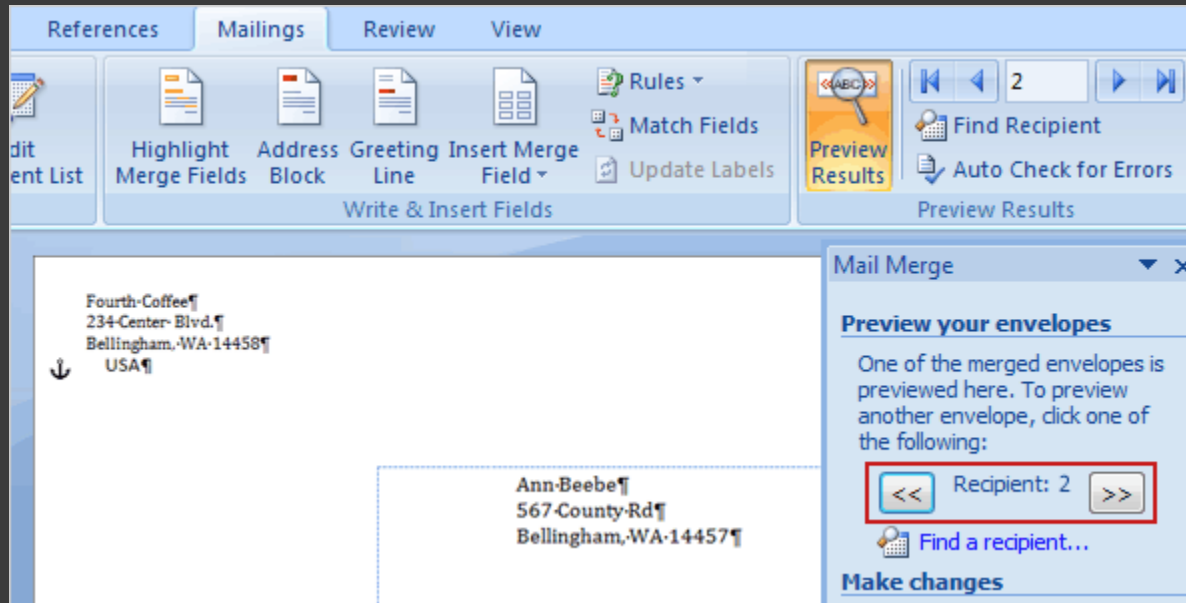 References Mailings Review View
«ABC»
2
Rules
Find Recipient
Match Fields
dit Highlight Address Greeting Insert Merge Preview
ent List Merge Fields Block Line Field Update Labels Results Auto Check for Errors
Write & Insert Fields Preview Results
Mail Merge
Fourth·Coffee¶
234·Center·Blvd.¶
Bellingham,·WA·14458¶
USA¶
Ann·Beebe¶
567·County·Rd¶
Bellingham,·WA·14457¶
Preview your envelopes
One of the merged envelopes is
previewed here. To preview
another envelope, click one of
the following:
<< Recipient: 2 >>
Find a recipient...
Make changes